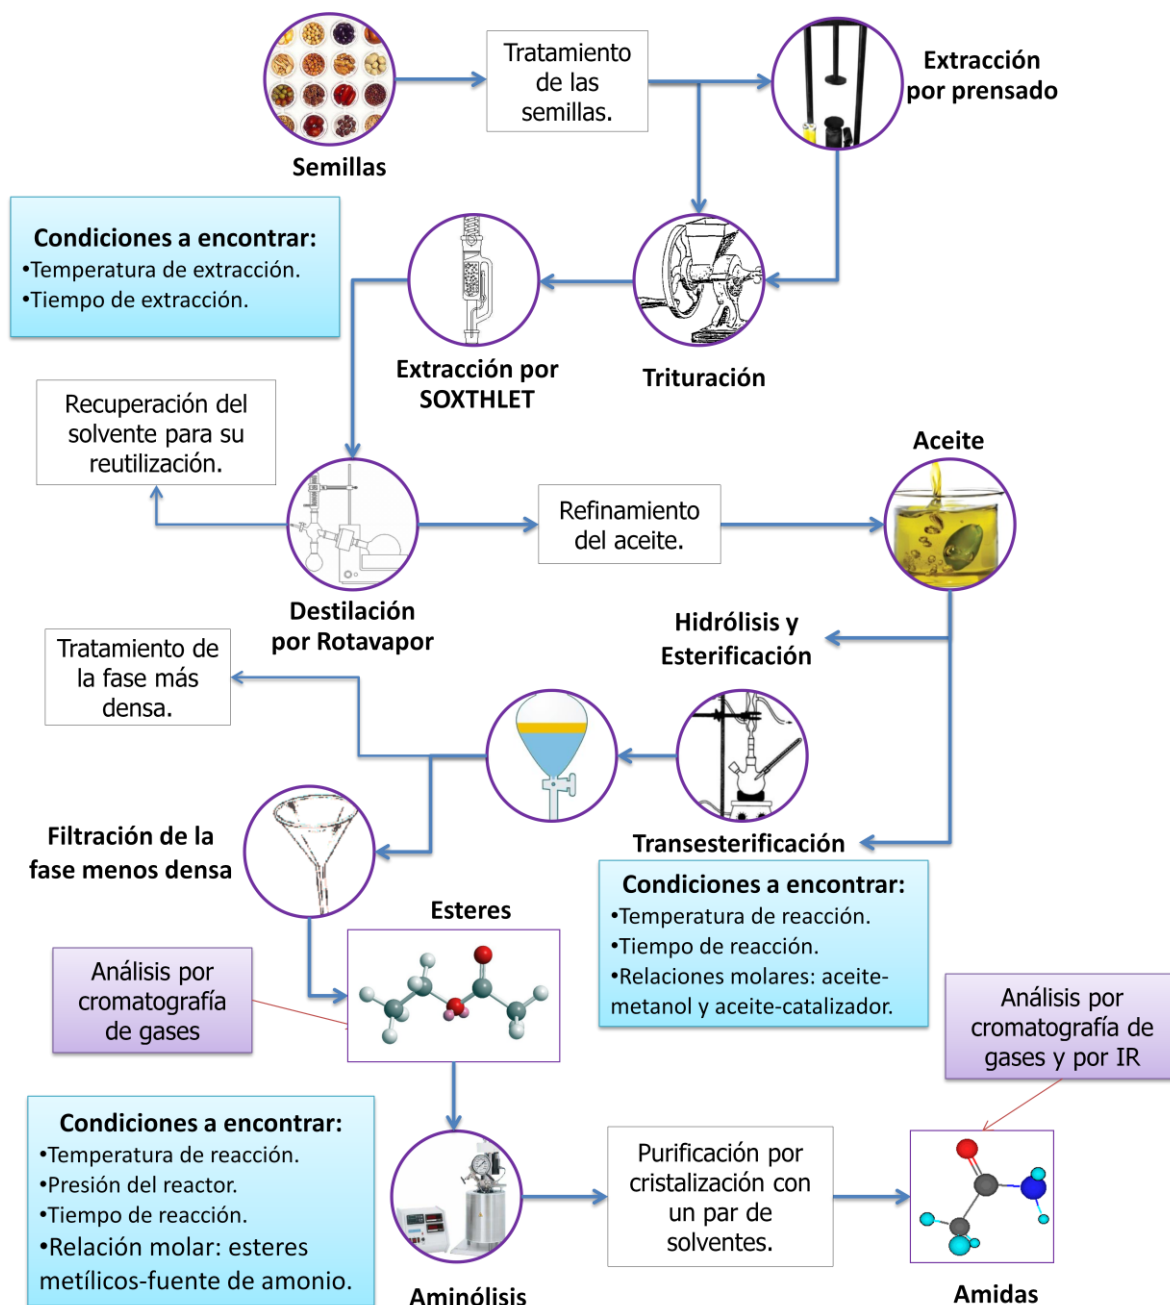 Tratamiento
de las
semillas.
Extracción
por prensado
Semillas
Condiciones a encontrar:
•Temperatura de extracción.
•Tiempo de extracción.
Extracción por
SOXTHLET
Trituración
Recuperación del
solvente para su
reutilización.
Aceite
Refinamiento
del aceite.
Destilación
por Rotavapor
Hidrólisis y
Esterificación
Tratamiento de
la fase más
densa.
Transesterificación
Filtración de la
fase menos densa
Condiciones a encontrar:
•Temperatura de reacción.
•Tiempo de reacción.
•Relaciones molares: aceite-
metanol y aceite-catalizador.
Esteres
Análisis por
cromatografía
de gases
Análisis por
cromatografía de
gases y por IR
Condiciones a encontrar:
•Temperatura de reacción.
•Presión del reactor.
•Tiempo de reacción.
•Relación molar: esteres
metílicos-fuente de amonio.
Purificación por
cristalización con
un par de
solventes.
Aminólisis
Amidas